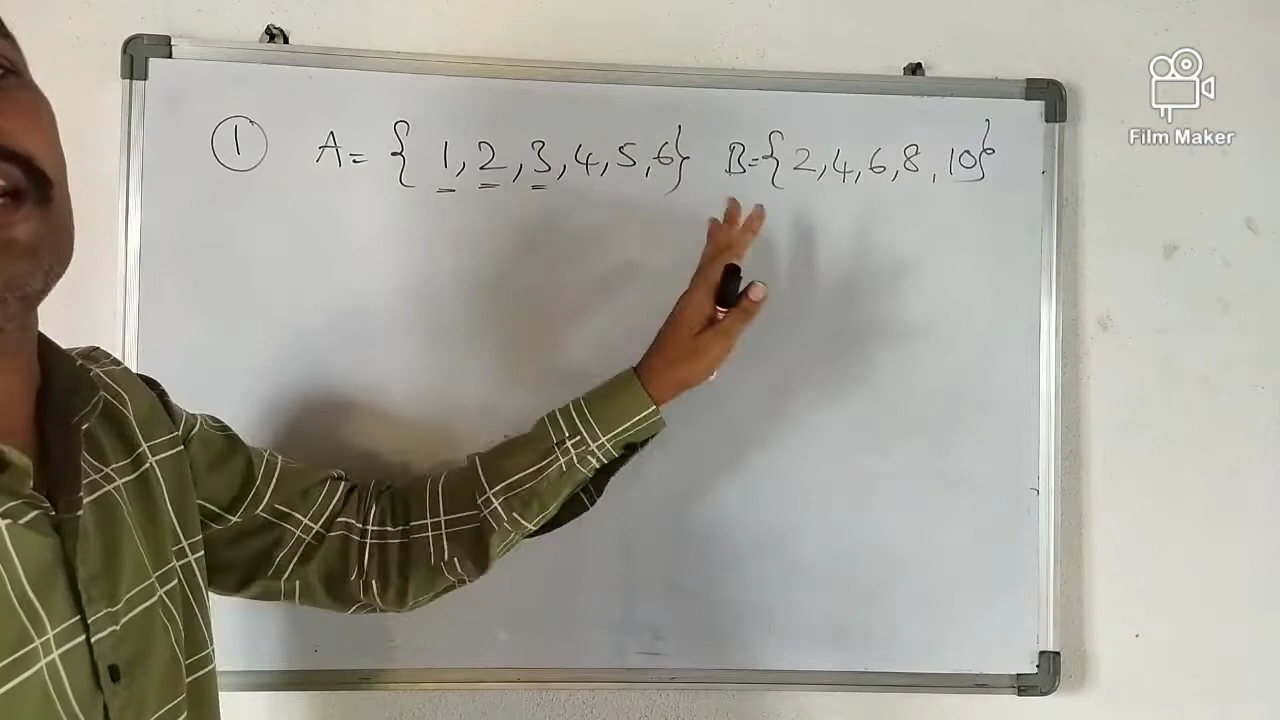 ① A = { 1, 2, 3, 4, 5, 6} B = {2, 4, 6, 8, 10}
Film Maker